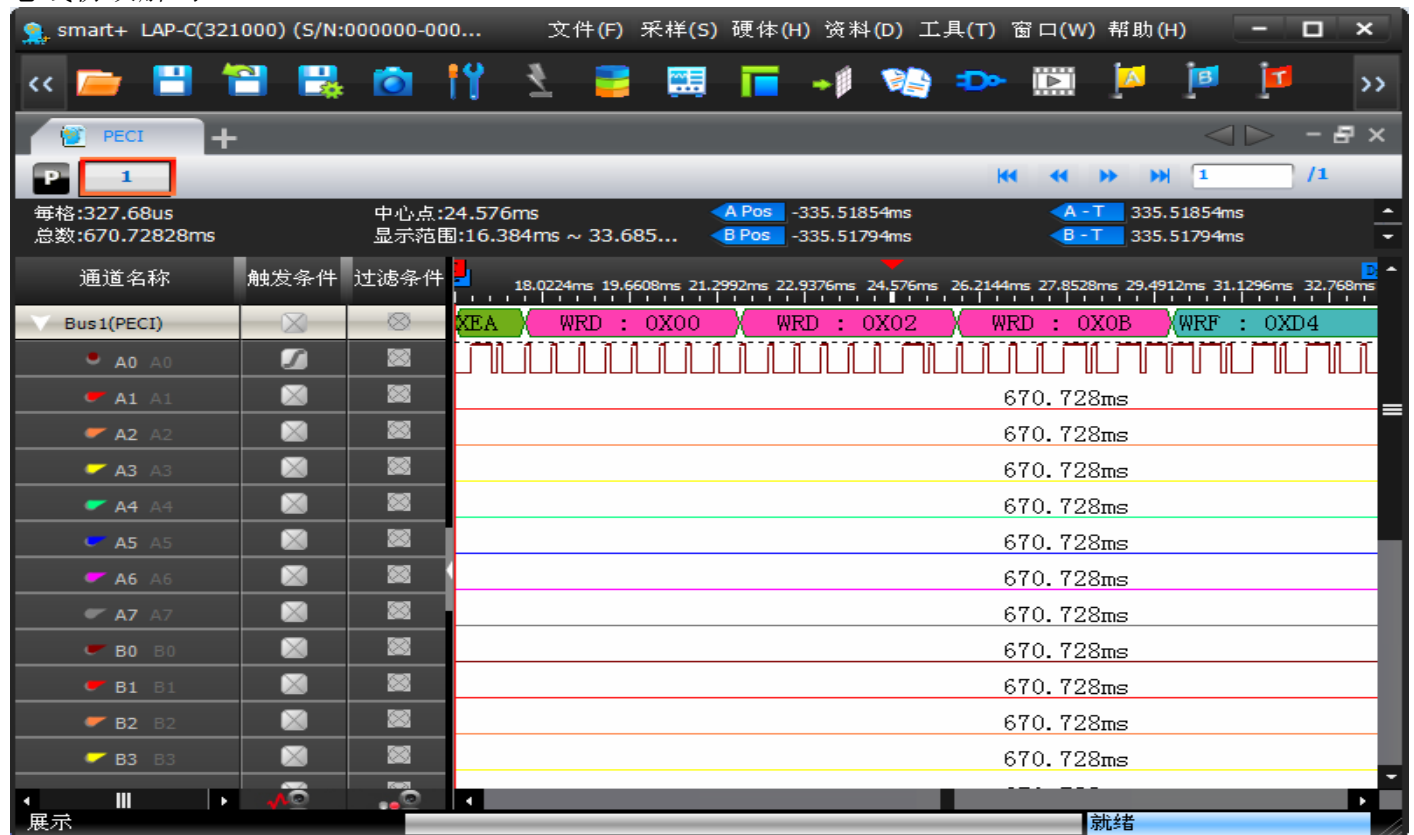 smart+ LAP-C(321000) (S/N:000000-000... 文件(F) 采样(S) 硬体(H) 资料(D) 工具(T) 窗口(W) 帮助(H)
PECI
P 1 1 /1
每格:327.68us 中心点:24.576ms A Pos -335.51854ms A - T 335.51854ms
总数:670.72828ms 显示范围:16.384ms ~ 33.685... B Pos -335.51794ms B - T 335.51794ms
通道名称 触发条件 过滤条件 18.0224ms 19.6608ms 21.2992ms 22.9376ms 24.576ms 26.2144ms 27.8528ms 29.4912ms 31.1296ms 32.768ms
Bus1(PECI) XEA WRD : 0X00 WRD : 0X02 WRD : 0X0B WRF : 0XD4
A0 A0
A1 A1 670.728ms
A2 A2 670.728ms
A3 A3 670.728ms
A4 A4 670.728ms
A5 A5 670.728ms
A6 A6 670.728ms
A7 A7 670.728ms
B0 B0 670.728ms
B1 B1 670.728ms
B2 B2 670.728ms
B3 B3 670.728ms
展示 就绪